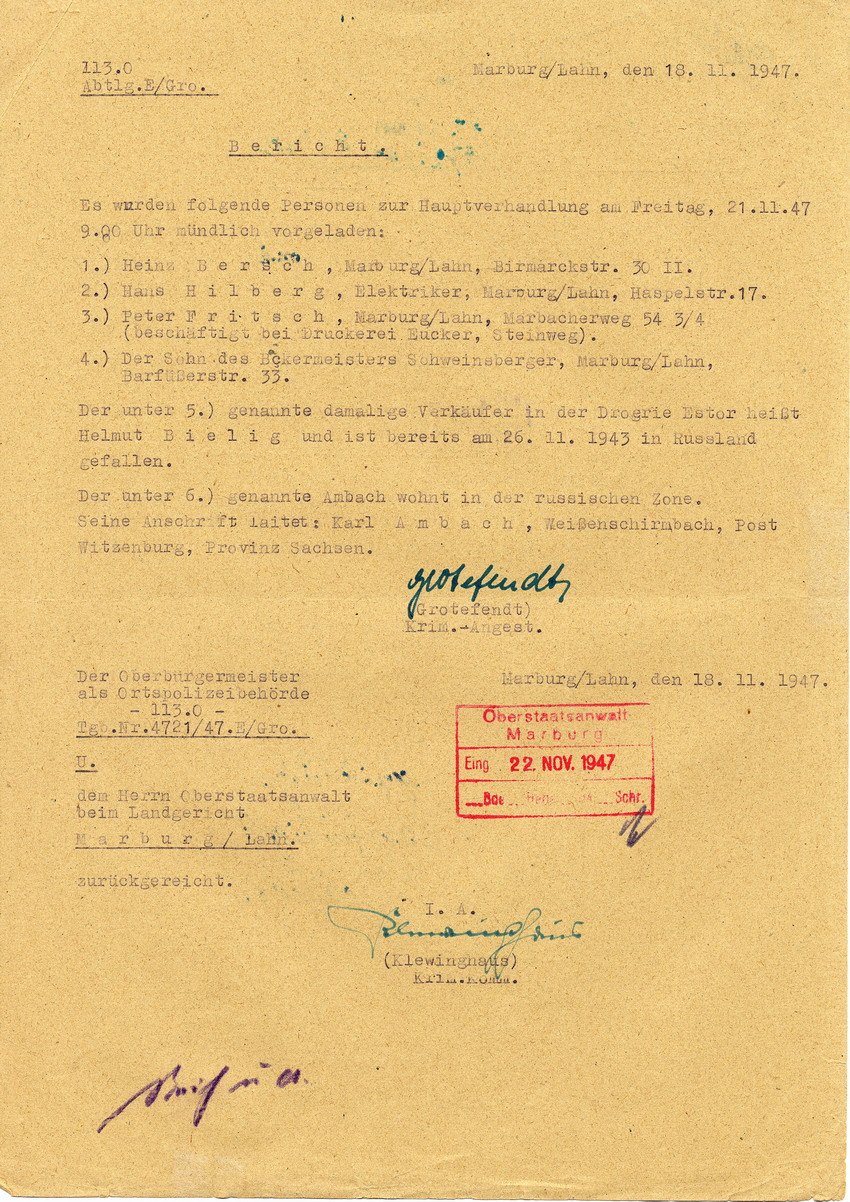 113.0
Marburg/Lahn, den 18. 11. 1947.
Abtlg.E/Gro.
B e r i c h t.
Es wurden folgende Personen zur Hauptverhandlung am Freitag, 21.11.47
9.00 Uhr mündlich vorgeladen:
1.) Heinz B e r s c h , Marburg/Lahn, Birmarckstr. 30 II.
2.) Hans H i l b e r g , Elektriker, Marburg/Lahn, Haspelstr.17.
3.) Peter F r i t s c h , Marburg/Lahn, Marbacherweg 54 3/4
(beschäftigt bei Druckerei Eucker, Steinweg).
4.) Der Sohn des Bäckermeisters Schweinsberger, Marburg/Lahn,
Barfüßerstr. 33.
Der unter 5.) genannte damalige Verkäufer in der Drogrie Estor heißt
Helmut B i e l i g und ist bereits am 26. 11. 1943 in Russland
gefallen.
Der unter 6.) genannte Ambach wohnt in der russischen Zone.
Seine Anschrift laitet: Karl A m b a c h , Weißenschirmbach, Post
Witzenburg, Provinz Sachsen.
Grotefendt
(Grotefendt)
Krim.-Angest.
Der Oberbürgermeister
als Ortspolizeibehörde
- 113.0 -
Tgb.Nr.4721/47.E/Gro.
Marburg/Lahn, den 18. 11. 1947.
Oberstaatsanwalt
Marburg
Eing 22. NOV. 1947
Schr.
U.
dem Herrn Oberstaatsanwalt
beim Landgericht
M a r b u r g / Lahn.
zurückgereicht.
I. A.
Klewinghaus
(Klewinghaus)
Krim.Komm.